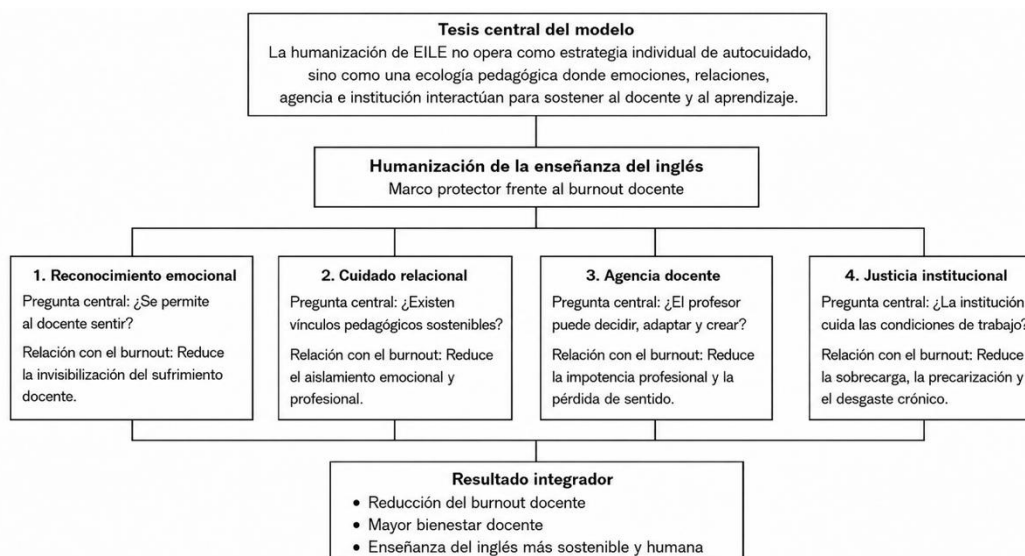 Tesis central del modelo
La humanización de EILE no opera como estrategia individual de autocuidado,
sino como una ecología pedagógica donde emociones, relaciones,
agencia e institución interactúan para sostener al docente y al aprendizaje.
Humanización de la enseñanza del inglés
Marco protector frente al burnout docente
1. Reconocimiento emocional
Pregunta central: ¿Se permite
al docente sentir?
Relación con el burnout: Reduce
la invisibilización del sufrimiento
docente.
2. Cuidado relacional
Pregunta central: ¿Existen
vínculos pedagógicos sostenibles?
Relación con el burnout: Reduce
el aislamiento emocional y
profesional.
3. Agencia docente
Pregunta central: ¿El profesor
puede decidir, adaptar y crear?
Relación con el burnout: Reduce
la impotencia profesional y la
pérdida de sentido.
4. Justicia institucional
Pregunta central: ¿La institución
cuida las condiciones de trabajo?
Relación con el burnout: Reduce
la sobrecarga, la precarización y
el desgaste crónico.
Resultado integrador
• Reducción del burnout docente
• Mayor bienestar docente
• Enseñanza del inglés más sostenible y humana